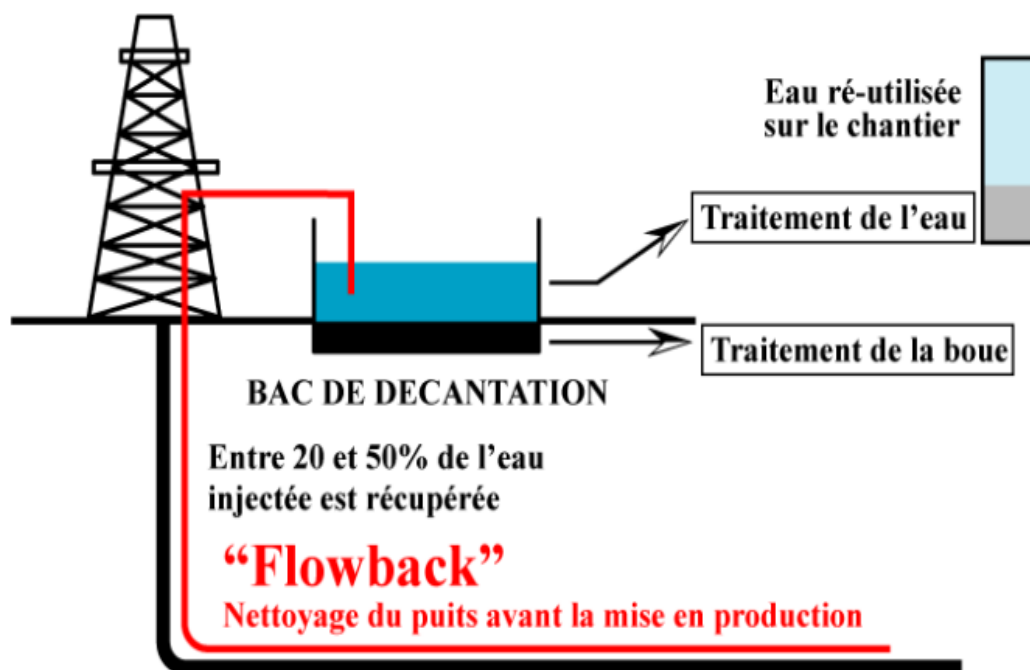 Eau ré-utilisée
sur le chantier
Traitement de l’eau
Traitement de la boue
BAC DE DECANTATION
Entre 20 et 50% de l’eau
injectée est récupérée
“Flowback”
Nettoyage du puits avant la mise en production